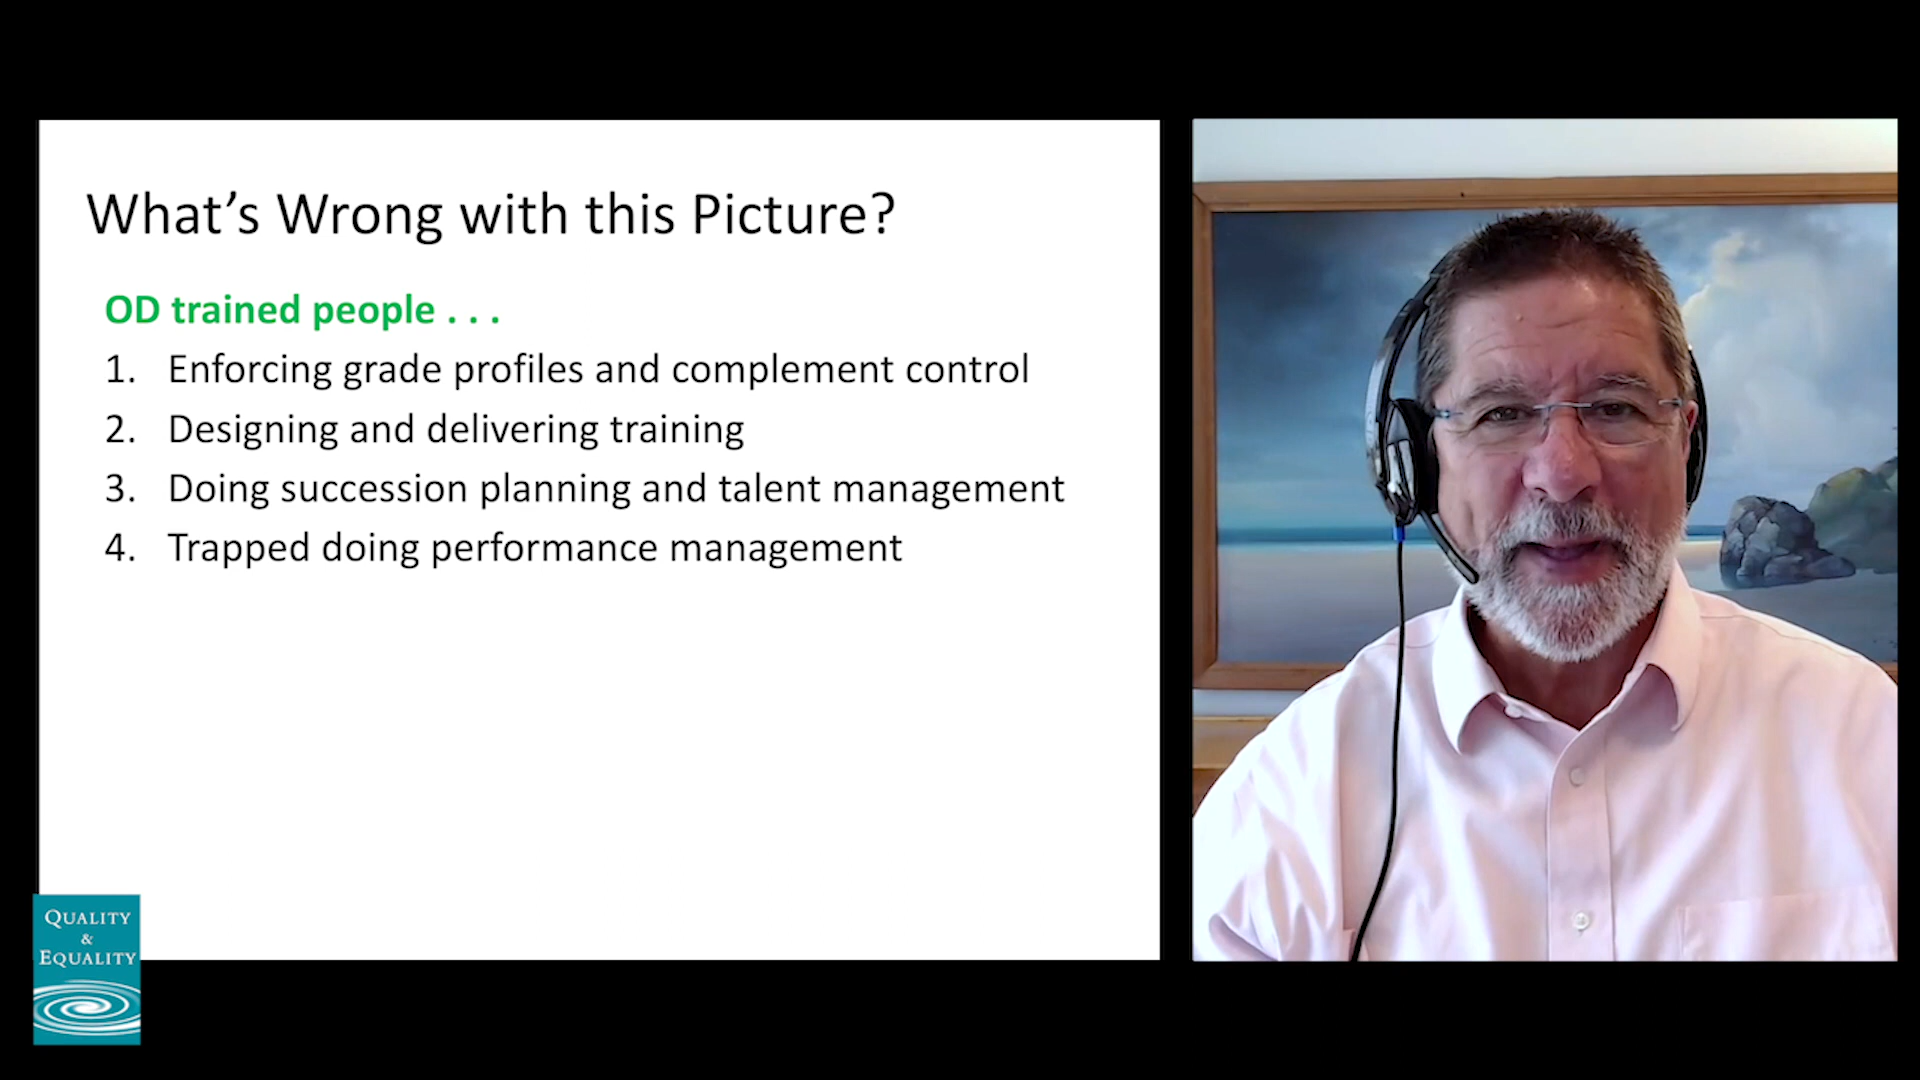 What’s Wrong with this Picture?
OD trained people . . .
1. Enforcing grade profiles and complement control
2. Designing and delivering training
3. Doing succession planning and talent management
4. Trapped doing performance management
QUALITY
&
EQUALITY